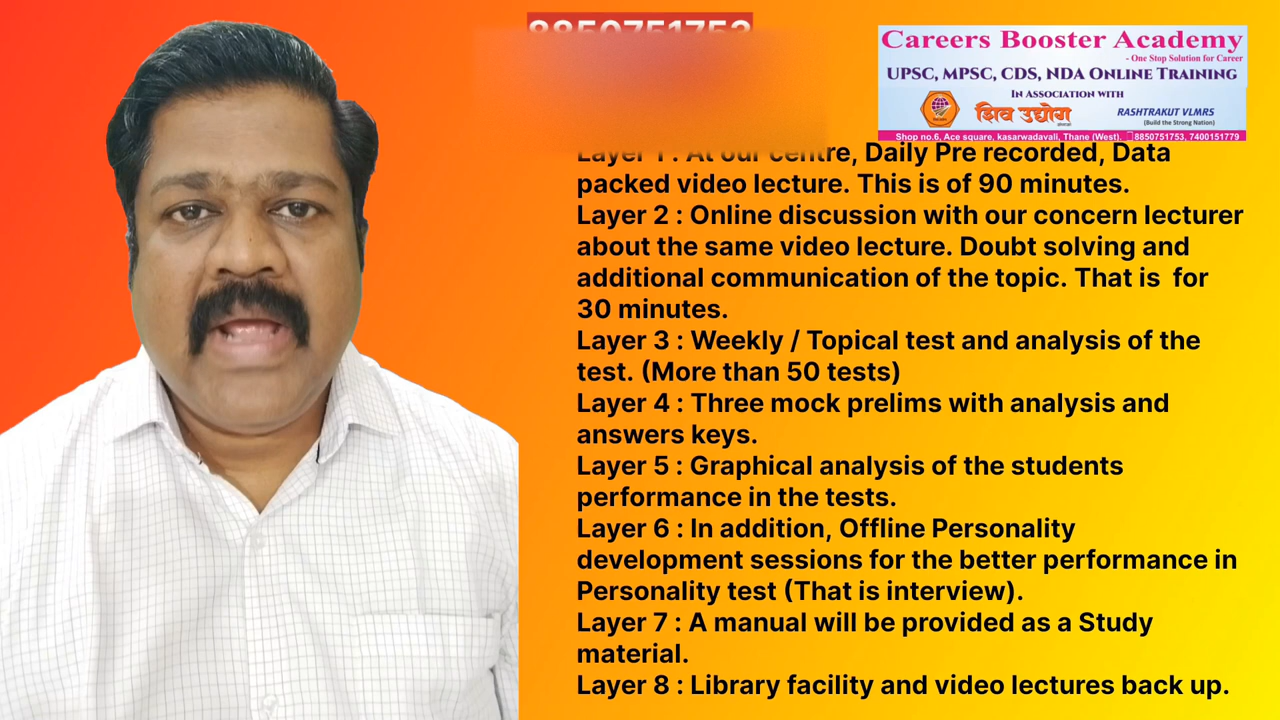 8850751753
Careers Booster Academy
- One Stop Solution for Career
UPSC, MPSC, CDS, NDA Online Training
In Association with
शिव उद्योग
RASHTRAKUT VLMRS
(Build the Strong Nation)
Shop no.6, Ace square, kasarwadavali, Thane (West). 8850751753, 7400151779
Layer 1 : At our centre, Daily Pre recorded, Data
packed video lecture. This is of 90 minutes.
Layer 2 : Online discussion with our concern lecturer
about the same video lecture. Doubt solving and
additional communication of the topic. That is  for
30 minutes.
Layer 3 : Weekly / Topical test and analysis of the
test. (More than 50 tests)
Layer 4 : Three mock prelims with analysis and
answers keys.
Layer 5 : Graphical analysis of the students
performance in the tests.
Layer 6 : In addition, Offline Personality
development sessions for the better performance in
Personality test (That is interview).
Layer 7 : A manual will be provided as a Study
material.
Layer 8 : Library facility and video lectures back up.